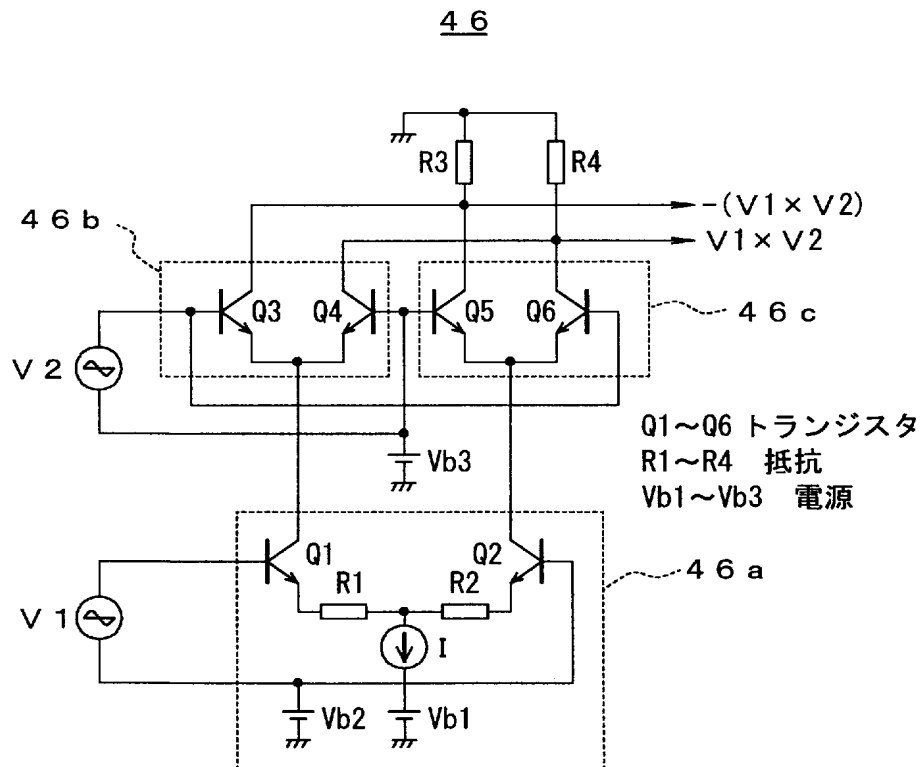 ４６
R3
R4
４６ｂ
-(Ｖ１×Ｖ２)
Ｖ１×Ｖ２
Q3
Q4
Q5
Q6
４６ｃ
Ｖ２
Vb3
Q1～Q6 トランジスタ
R1～R4 抵抗
Vb1～Vb3 電源
Q1
Q2
４６ａ
R1
R2
Ｖ１
I
Vb2
Vb1